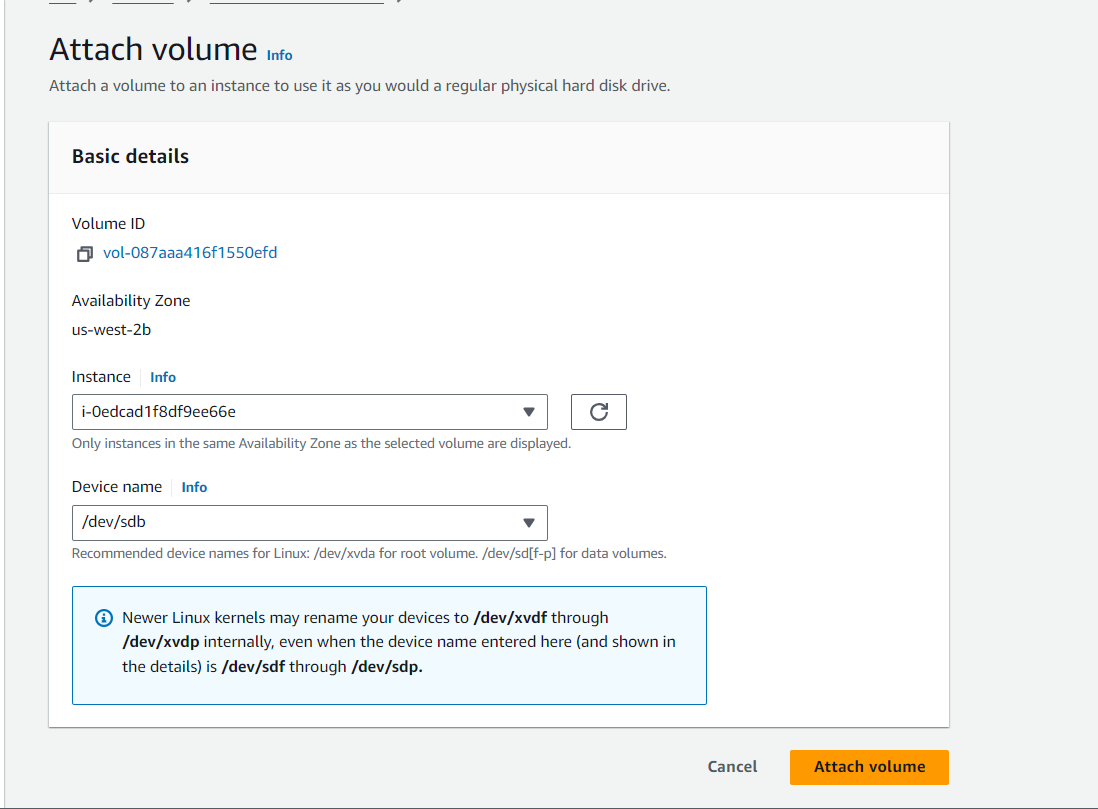 Attach volume Info
Attach a volume to an instance to use it as you would a regular physical hard disk drive.
Basic details
Volume ID
vol-087aaa416f1550efd
Availability Zone
us-west-2b
Instance Info
i-0edcad1f8df9ee66e
Only instances in the same Availability Zone as the selected volume are displayed.
Device name Info
/dev/sdb
Recommended device names for Linux: /dev/xvda for root volume. /dev/sd[f-p] for data volumes.
Newer Linux kernels may rename your devices to /dev/xvdf through
/dev/xvdp internally, even when the device name entered here (and shown in
the details) is /dev/sdf through /dev/sdp.
Cancel
Attach volume